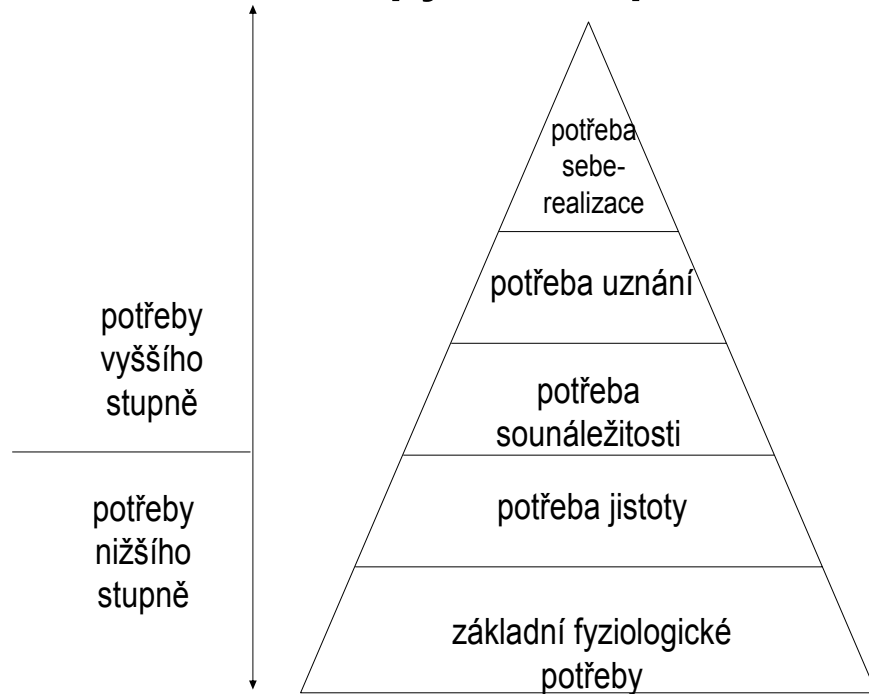 potřeba
sebe-
realizace
potřeba uznání
potřeby
vyššího
stupně
potřeba
sounáležitosti
potřeby
nižšího
stupně
potřeba jistoty
základní fyziologické
potřeby